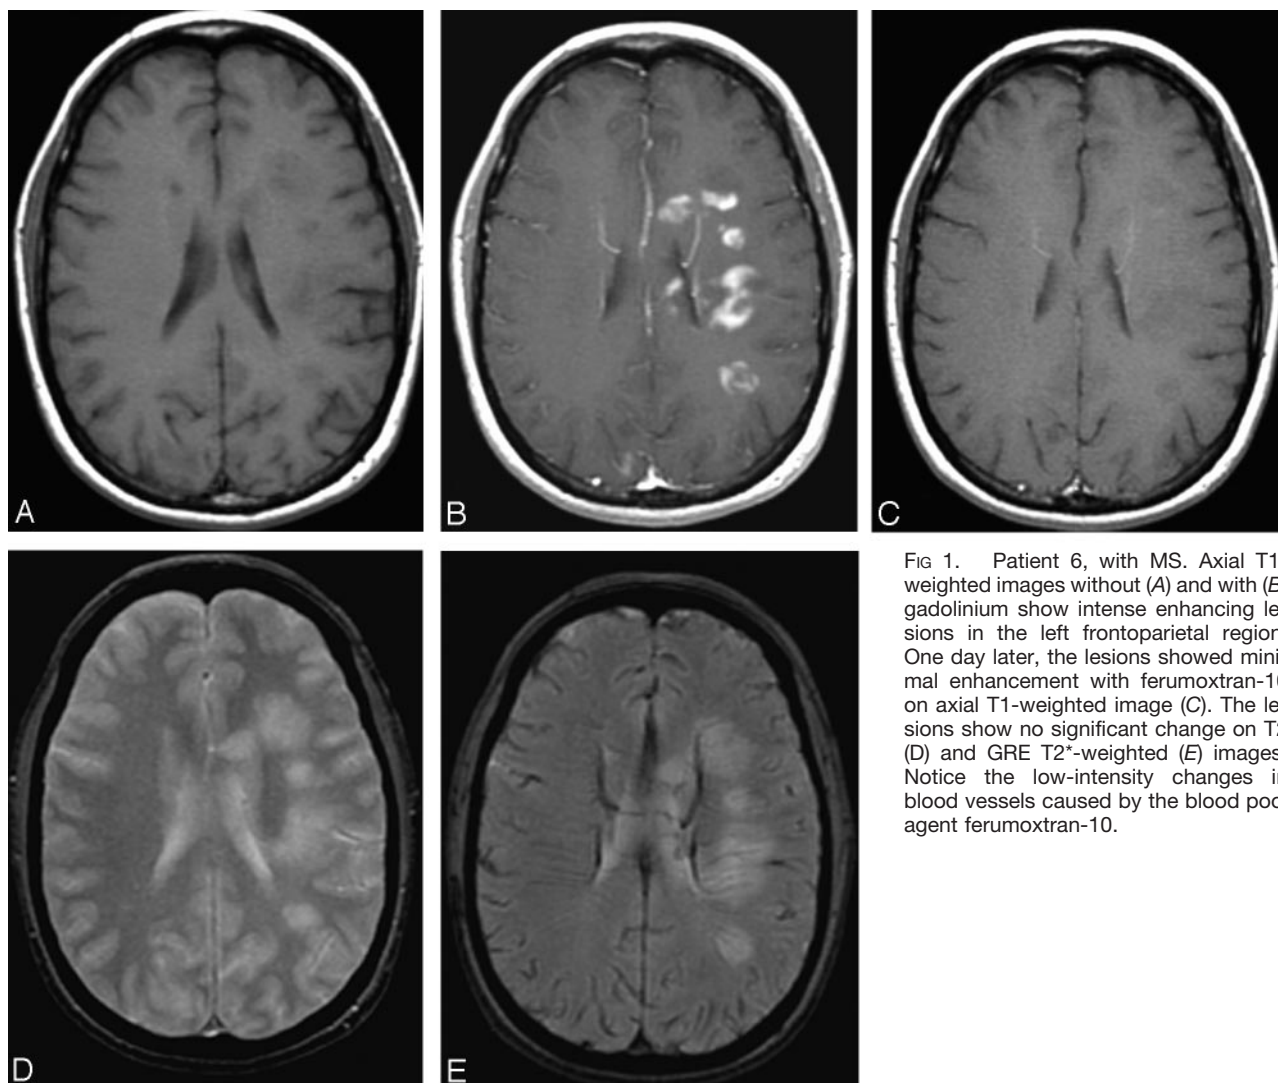 A
B
C
D
E
FIG 1. Patient 6, with MS. Axial T1
weighted images without (A) and with (B
gadolinium show intense enhancing le
sions in the left frontoparietal region
One day later, the lesions showed mini
mal enhancement with ferumoxtran-10
on axial T1-weighted image (C). The le
sions show no significant change on T2
(D) and GRE T2*-weighted (E) images
Notice the low-intensity changes in
blood vessels caused by the blood poo
agent ferumoxtran-10.